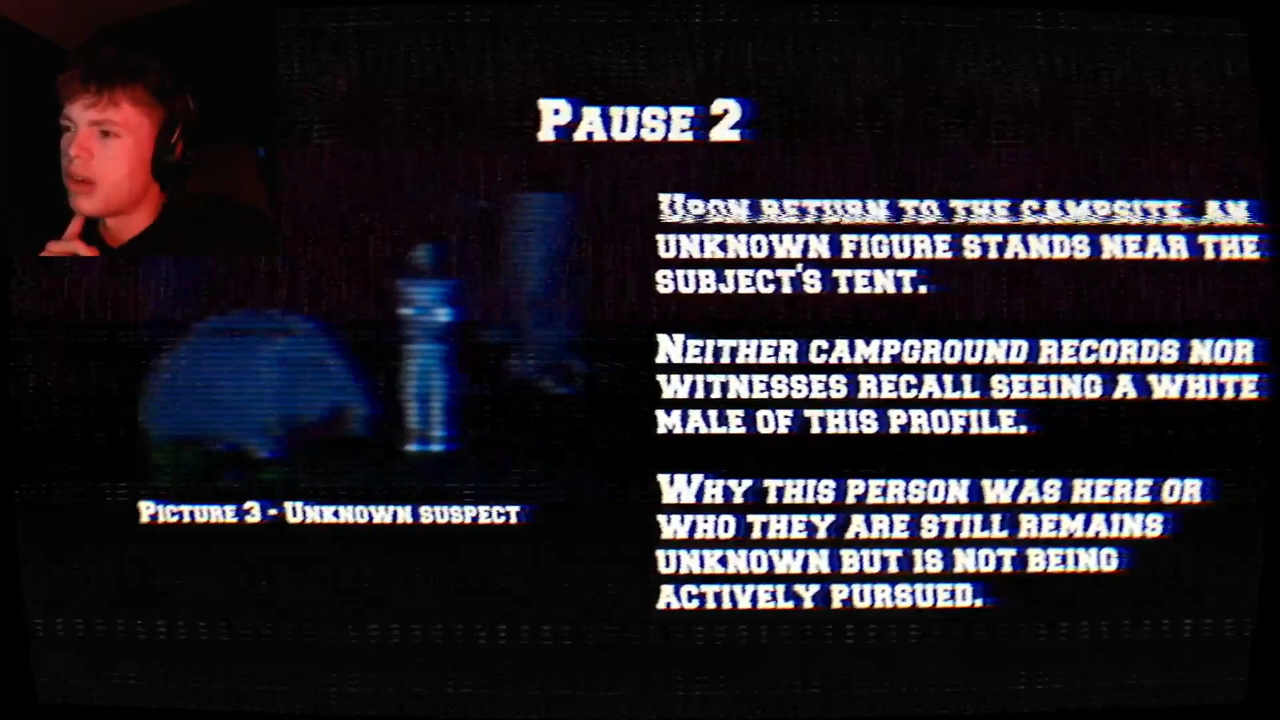 PAUSE 2
UPON RETURN TO THE CAMPSITE, AN
UNKNOWN FIGURE STANDS NEAR THE
SUBJECT'S TENT.
NEITHER CAMPGROUND RECORDS NOR
WITNESSES RECALL SEEING A WHITE
MALE OF THIS PROFILE.
WHY THIS PERSON WAS HERE OR
WHO THEY ARE STILL REMAINS
UNKNOWN BUT IS NOT BEING
ACTIVELY PURSUED.
PICTURE 3 - UNKNOWN SUSPECT